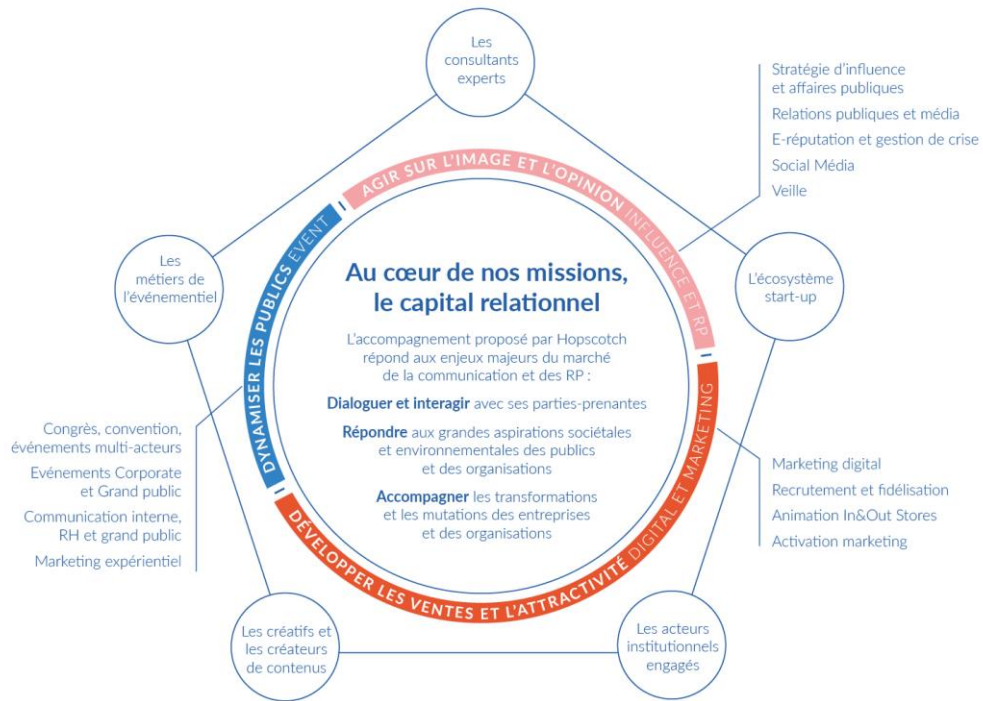 Les
consultants
experts
Stratégie d'influence
et affaires publiques
Relations publiques et média
E-réputation et gestion de crise
Social Média
Veille
AGIR SUR L'IMAGE ET L'OPINION INFLUENCE ET RP
DYNAMISER LES PUBLICS EVENT
Les
métiers de
l'événementiel
L'écosystème
start-up
Au cœur de nos missions,
le capital relationnel
L'accompagnement proposé par Hopscotch
répond aux enjeux majeurs du marché
de la communication et des RP :
Dialoguer et interagir avec ses parties-prenantes
Répondre aux grandes aspirations sociétales
et environnementales des publics
et des organisations
Accompagner les transformations
et les mutations des entreprises
et des organisations
Congrès, convention,
événements multi-acteurs
Evénements Corporate
et Grand public
Communication interne,
RH et grand public
Marketing expérientiel
Marketing digital
Recrutement et fidélisation
Animation In&Out Stores
Activation marketing
DÉVELOPPER LES VENTES ET L'ATTRACTIVITÉ DIGITAL ET MARKETING
Les créatifs et
les créateurs
de contenus
Les acteurs
institutionnels
engagés